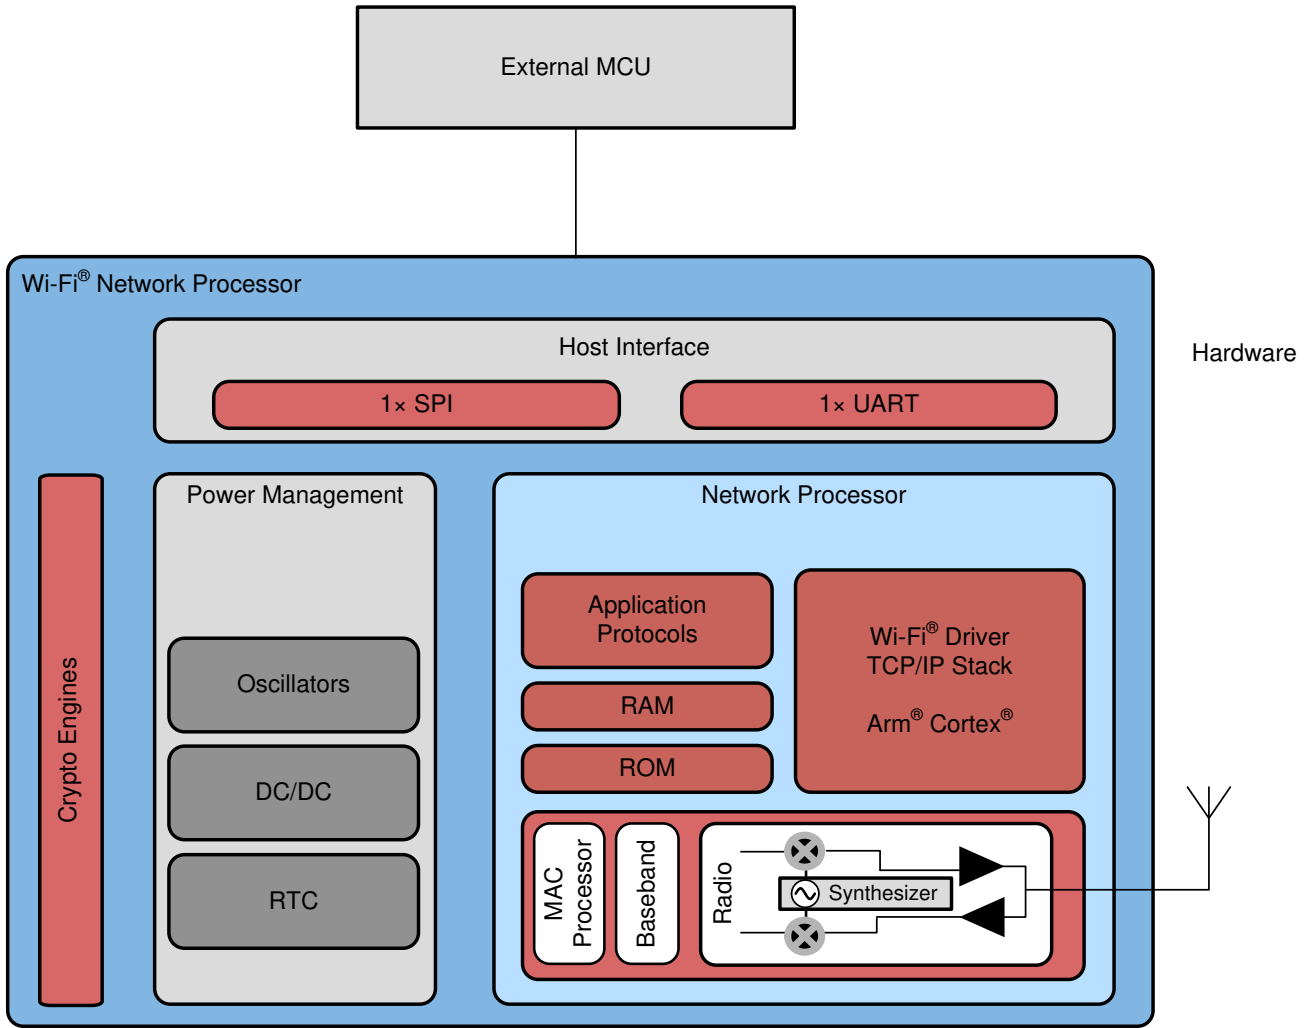 External MCU
Wi-Fi® Network Processor
Host Interface
Hardware
1× SPI
1× UART
Crypto Engines
Power Management
Oscillators
DC/DC
RTC
Network Processor
Application
Protocols
RAM
ROM
Wi-Fi® Driver
TCP/IP Stack
Arm® Cortex®
MAC
Processor
Baseband
Radio
Synthesizer